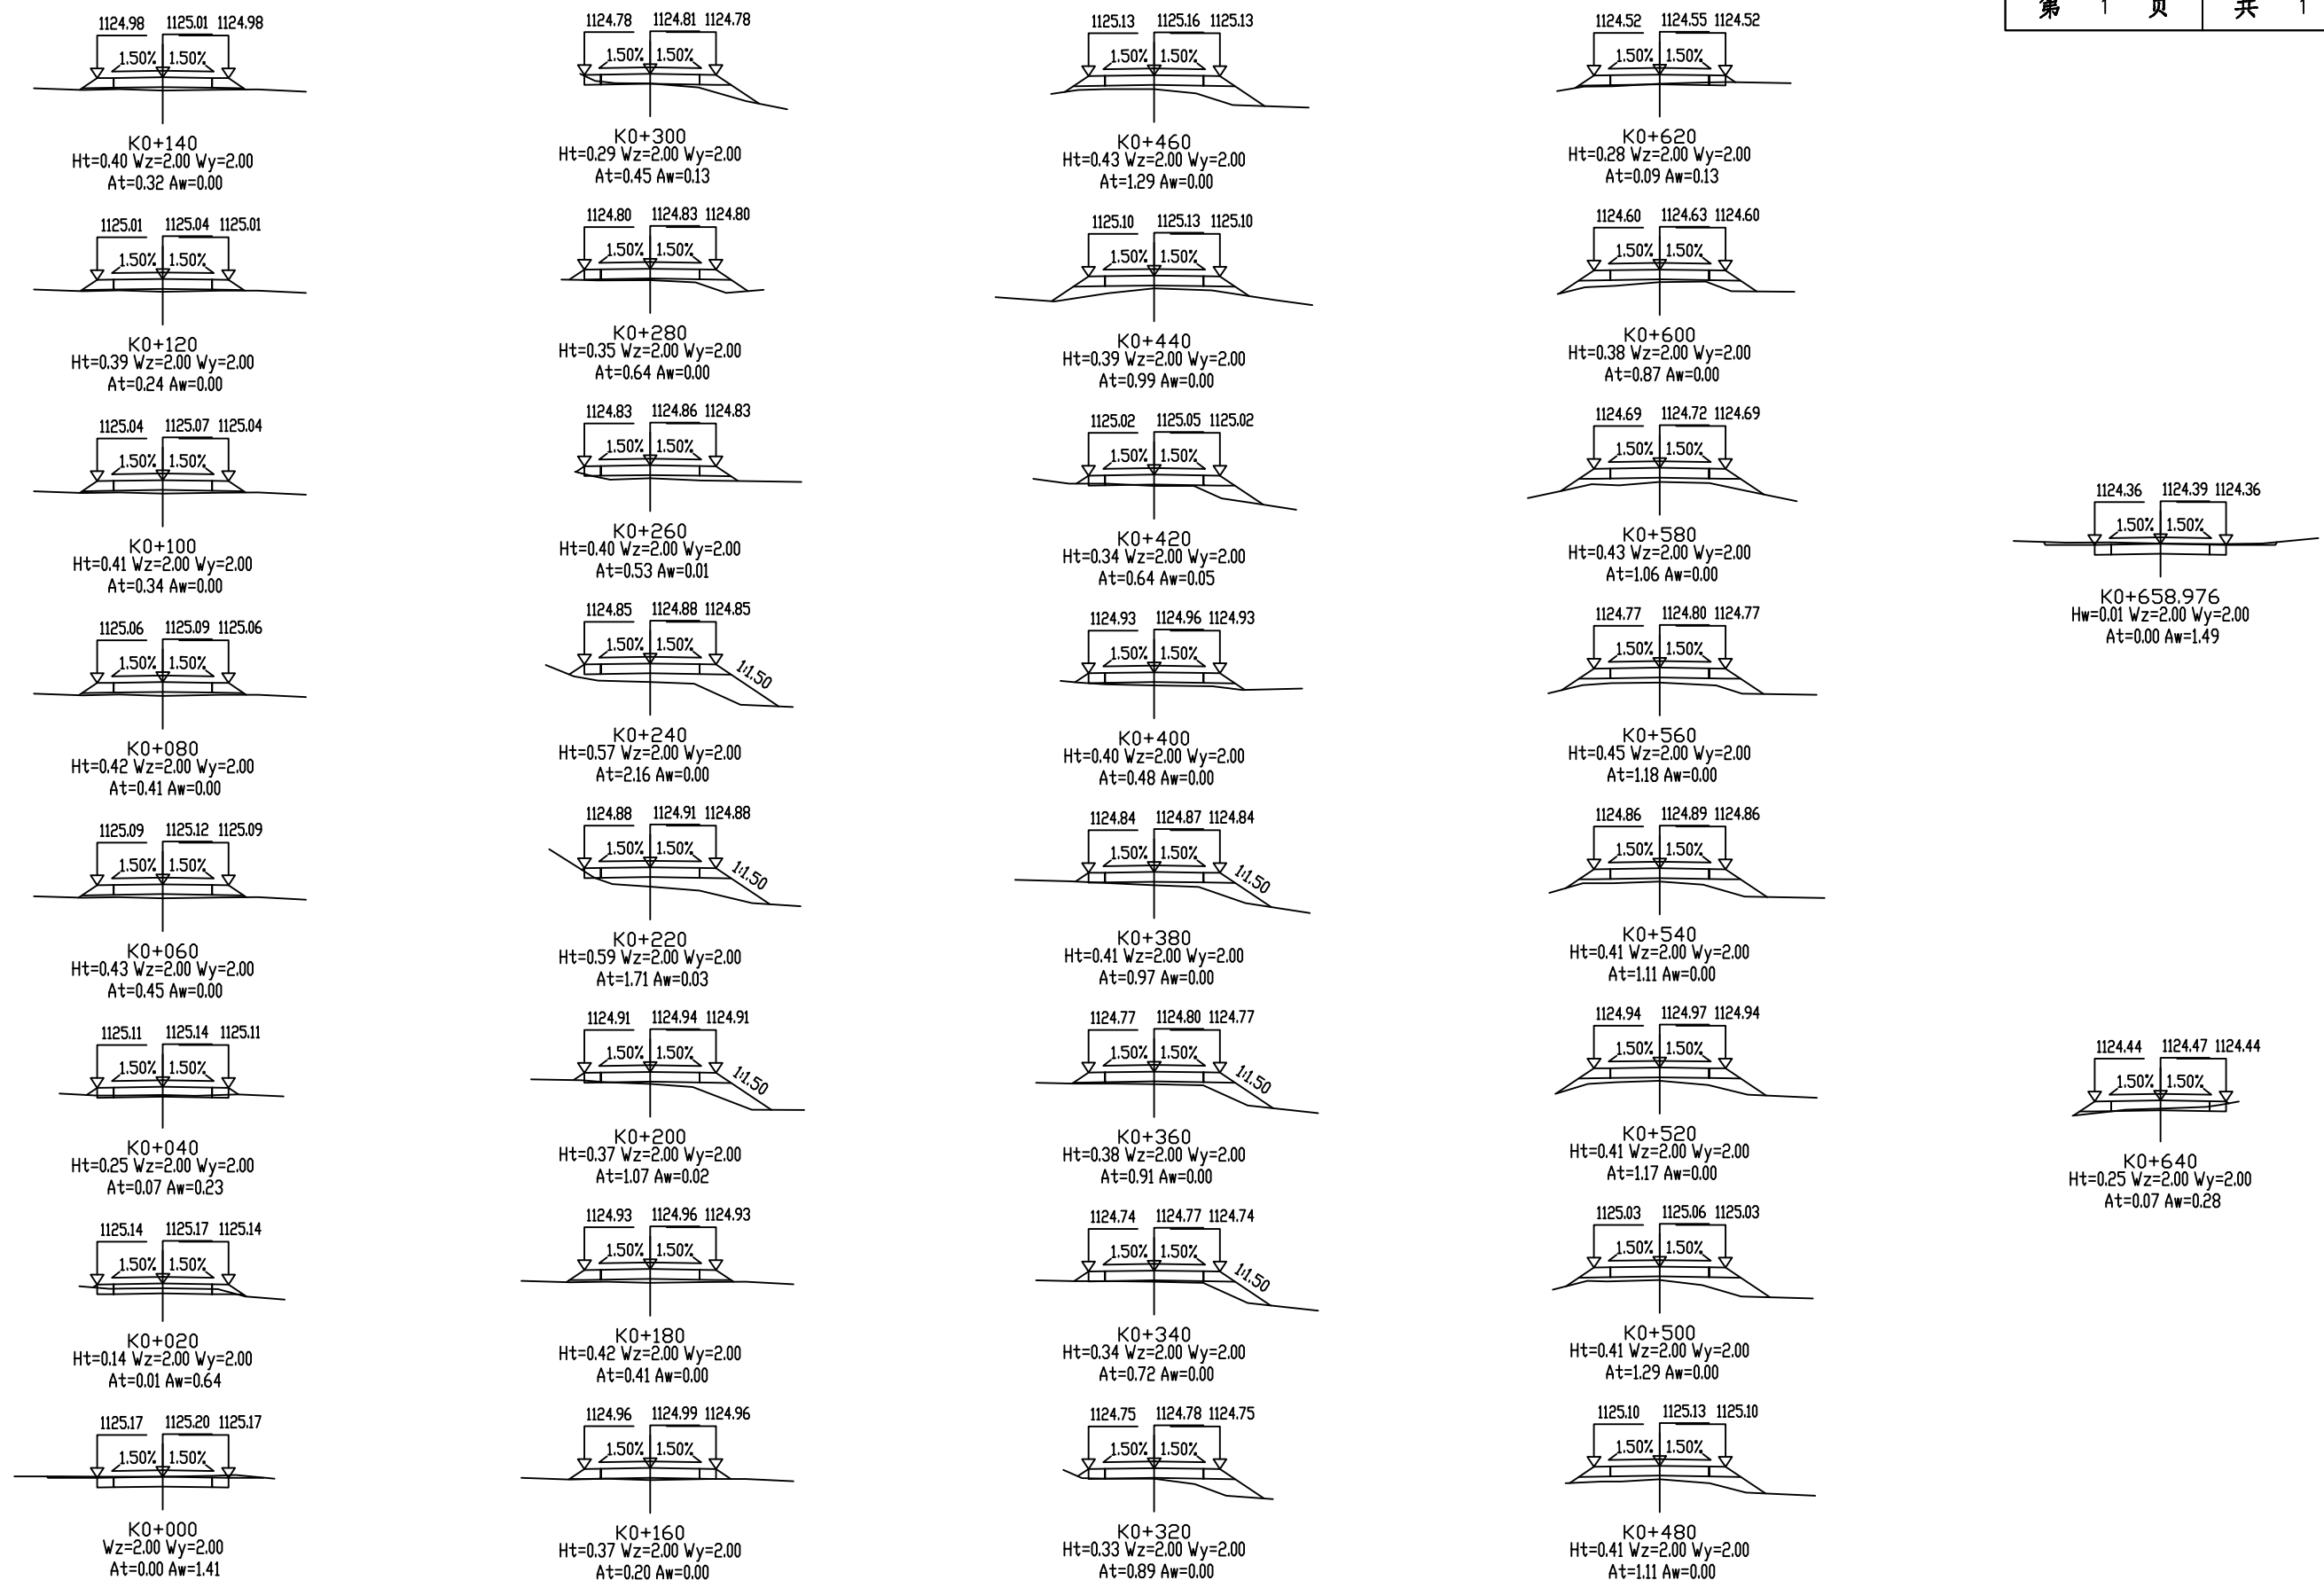 第 1 页 共 1
1124.98 1125.01 1124.98
1.50% 1.50%
K0+140
Ht=0.40 Wz=2.00 Wy=2.00
At=0.32 Aw=0.00
1125.01 1125.04 1125.01
1.50% 1.50%
K0+120
Ht=0.39 Wz=2.00 Wy=2.00
At=0.24 Aw=0.00
1125.04 1125.07 1125.04
1.50% 1.50%
K0+100
Ht=0.41 Wz=2.00 Wy=2.00
At=0.34 Aw=0.00
1125.06 1125.09 1125.06
1.50% 1.50%
K0+080
Ht=0.42 Wz=2.00 Wy=2.00
At=0.41 Aw=0.00
1125.09 1125.12 1125.09
1.50% 1.50%
K0+060
Ht=0.43 Wz=2.00 Wy=2.00
At=0.45 Aw=0.00
1125.11 1125.14 1125.11
1.50% 1.50%
K0+040
Ht=0.25 Wz=2.00 Wy=2.00
At=0.07 Aw=0.23
1125.14 1125.17 1125.14
1.50% 1.50%
K0+020
Ht=0.14 Wz=2.00 Wy=2.00
At=0.01 Aw=0.64
1125.17 1125.20 1125.17
1.50% 1.50%
K0+000
Wz=2.00 Wy=2.00
At=0.00 Aw=1.41
1124.78 1124.81 1124.78
1.50% 1.50%
K0+300
Ht=0.29 Wz=2.00 Wy=2.00
At=0.45 Aw=0.13
1124.80 1124.83 1124.80
1.50% 1.50%
K0+280
Ht=0.35 Wz=2.00 Wy=2.00
At=0.64 Aw=0.00
1124.83 1124.86 1124.83
1.50% 1.50%
K0+260
Ht=0.40 Wz=2.00 Wy=2.00
At=0.53 Aw=0.01
1124.85 1124.88 1124.85
1.50% 1.50% 1:1.50
K0+240
Ht=0.57 Wz=2.00 Wy=2.00
At=2.16 Aw=0.00
1124.88 1124.91 1124.88
1.50% 1.50% 1:1.50
K0+220
Ht=0.59 Wz=2.00 Wy=2.00
At=1.71 Aw=0.03
1124.91 1124.94 1124.91
1.50% 1.50% 1:1.50
K0+200
Ht=0.37 Wz=2.00 Wy=2.00
At=1.07 Aw=0.02
1124.93 1124.96 1124.93
1.50% 1.50%
K0+180
Ht=0.42 Wz=2.00 Wy=2.00
At=0.41 Aw=0.00
1124.96 1124.99 1124.96
1.50% 1.50%
K0+160
Ht=0.37 Wz=2.00 Wy=2.00
At=0.20 Aw=0.00
1125.13 1125.16 1125.13
1.50% 1.50%
K0+460
Ht=0.43 Wz=2.00 Wy=2.00
At=1.29 Aw=0.00
1125.10 1125.13 1125.10
1.50% 1.50%
K0+440
Ht=0.39 Wz=2.00 Wy=2.00
At=0.99 Aw=0.00
1125.02 1125.05 1125.02
1.50% 1.50%
K0+420
Ht=0.34 Wz=2.00 Wy=2.00
At=0.64 Aw=0.05
1124.93 1124.96 1124.93
1.50% 1.50%
K0+400
Ht=0.40 Wz=2.00 Wy=2.00
At=0.48 Aw=0.00
1124.84 1124.87 1124.84
1.50% 1.50% 1:1.50
K0+380
Ht=0.41 Wz=2.00 Wy=2.00
At=0.97 Aw=0.00
1124.77 1124.80 1124.77
1.50% 1.50% 1:1.50
K0+360
Ht=0.38 Wz=2.00 Wy=2.00
At=0.91 Aw=0.00
1124.74 1124.77 1124.74
1.50% 1.50% 1:1.50
K0+340
Ht=0.34 Wz=2.00 Wy=2.00
At=0.72 Aw=0.00
1124.75 1124.78 1124.75
1.50% 1.50%
K0+320
Ht=0.33 Wz=2.00 Wy=2.00
At=0.89 Aw=0.00
1124.52 1124.55 1124.52
1.50% 1.50%
K0+620
Ht=0.28 Wz=2.00 Wy=2.00
At=0.09 Aw=0.13
1124.60 1124.63 1124.60
1.50% 1.50%
K0+600
Ht=0.38 Wz=2.00 Wy=2.00
At=0.87 Aw=0.00
1124.69 1124.72 1124.69
1.50% 1.50%
K0+580
Ht=0.43 Wz=2.00 Wy=2.00
At=1.06 Aw=0.00
1124.77 1124.80 1124.77
1.50% 1.50%
K0+560
Ht=0.45 Wz=2.00 Wy=2.00
At=1.18 Aw=0.00
1124.86 1124.89 1124.86
1.50% 1.50%
K0+540
Ht=0.41 Wz=2.00 Wy=2.00
At=1.11 Aw=0.00
1124.94 1124.97 1124.94
1.50% 1.50%
K0+520
Ht=0.41 Wz=2.00 Wy=2.00
At=1.17 Aw=0.00
1125.03 1125.06 1125.03
1.50% 1.50%
K0+500
Ht=0.41 Wz=2.00 Wy=2.00
At=1.29 Aw=0.00
1125.10 1125.13 1125.10
1.50% 1.50%
K0+480
Ht=0.41 Wz=2.00 Wy=2.00
At=1.11 Aw=0.00
1124.36 1124.39 1124.36
1.50% 1.50%
K0+658.976
Hw=0.01 Wz=2.00 Wy=2.00
At=0.00 Aw=1.49
1124.44 1124.47 1124.44
1.50% 1.50%
K0+640
Ht=0.25 Wz=2.00 Wy=2.00
At=0.07 Aw=0.28